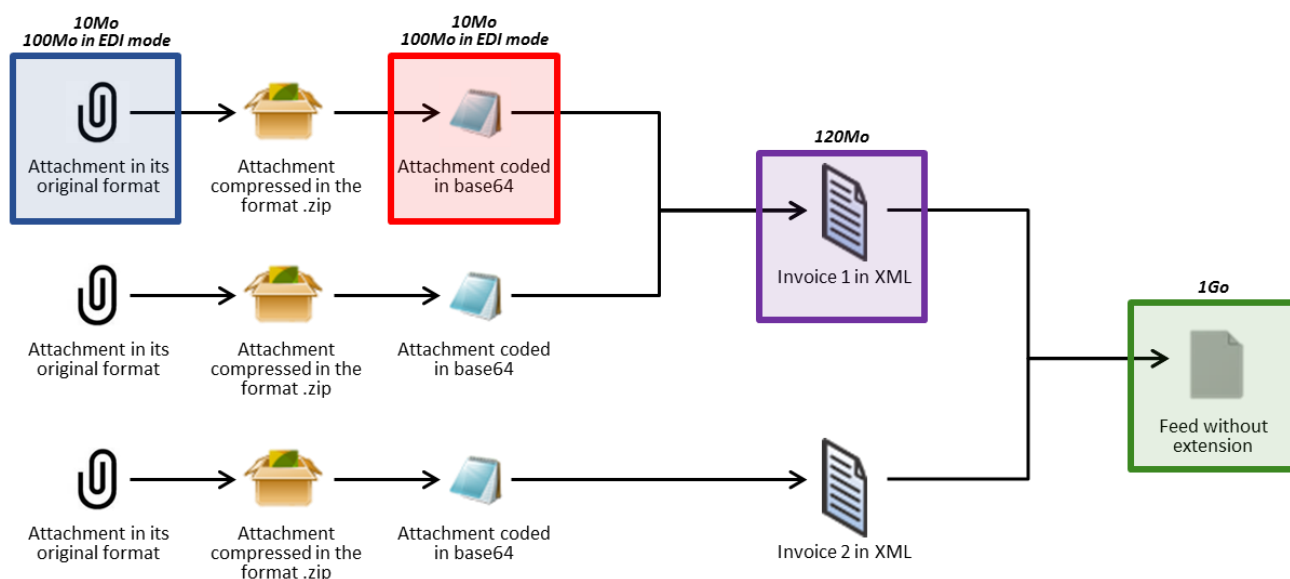 10Mo
100Mo in EDI mode
10Mo
100Mo in EDI mode
Attachment in its
original format
Attachment
compressed in the
format .zip
Attachment coded
in base64
120Mo
Invoice 1 in XML
Attachment in its
original format
Attachment
compressed in the
format .zip
Attachment coded
in base64
1Go
Feed without
extension
Attachment in its
original format
Attachment
compressed in the
format .zip
Attachment coded
in base64
Invoice 2 in XML